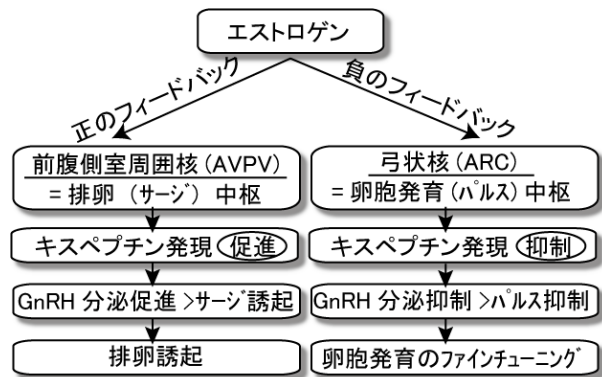 エストロゲン
正のフィードバック
負のフィードバック
前腹側室周囲核(AVPV)
=排卵 (サージ) 中枢
弓状核(ARC)
=卵胞発育(パルス)中枢
キスペプチン発現 促進
キスペプチン発現 抑制
GnRH 分泌促進>サージ誘起
GnRH 分泌抑制>パルス抑制
排卵誘起
卵胞発育のファインチューニング